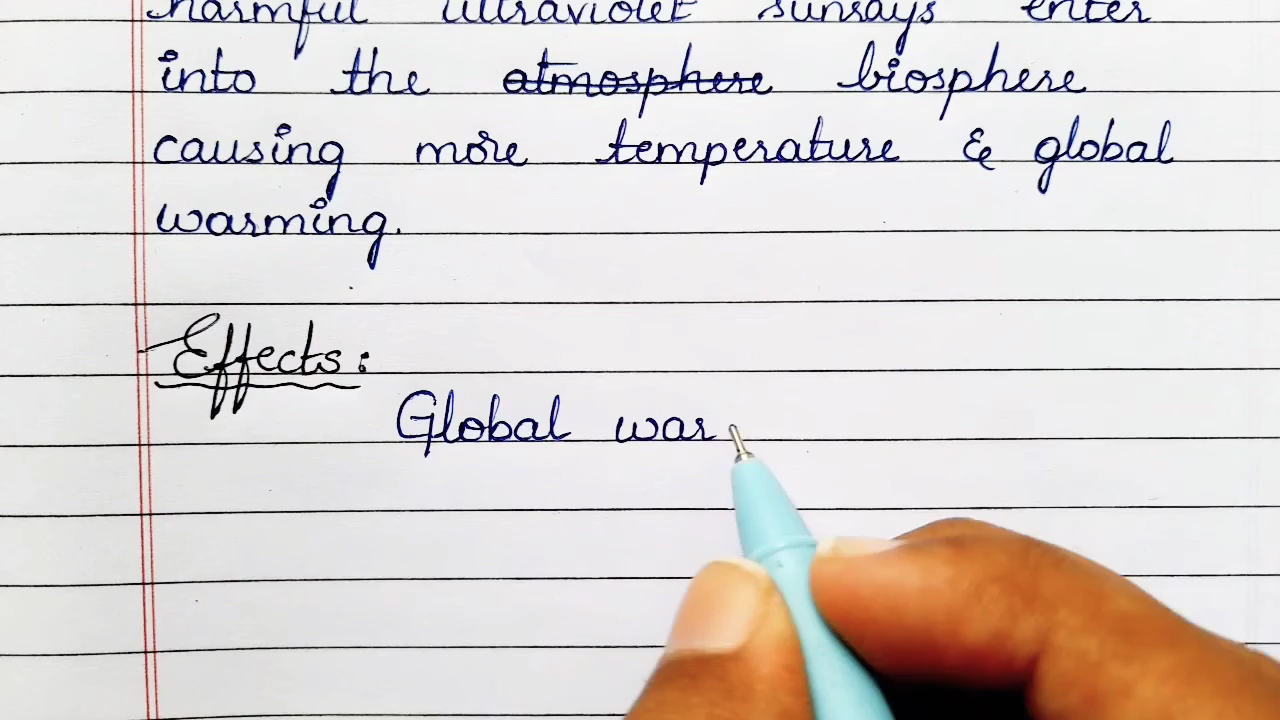 harmful ultraviolet sunrays enter
into the atmosphere biosphere
causing more temperature & global
warming.
Effects:
Global war